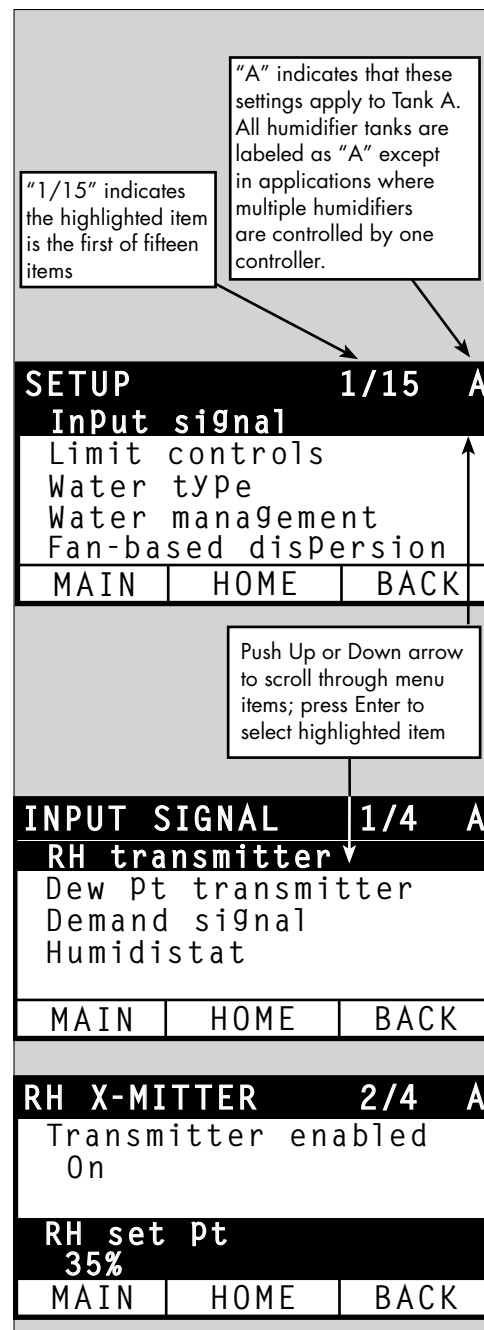 "A" indicates that these
settings apply to Tank A.
All humidifier tanks are
labeled as "A" except
in applications where
multiple humidifiers
are controlled by one
controller.
"1/15" indicates
the highlighted item
is the first of fifteen
items
SETUP 1/15 A
Input signal
Limit controls
Water type
Water management
Fan-based dispersion
MAIN HOME BACK
Push Up or Down arrow
to scroll through menu
items; press Enter to
select highlighted item
INPUT SIGNAL 1/4 A
RH transmitter
Dew pt transmitter
Demand signal
Humidistat
MAIN HOME BACK
RH X-MITTER 2/4 A
Transmitter enabled
On
RH set pt
35%
MAIN HOME BACK